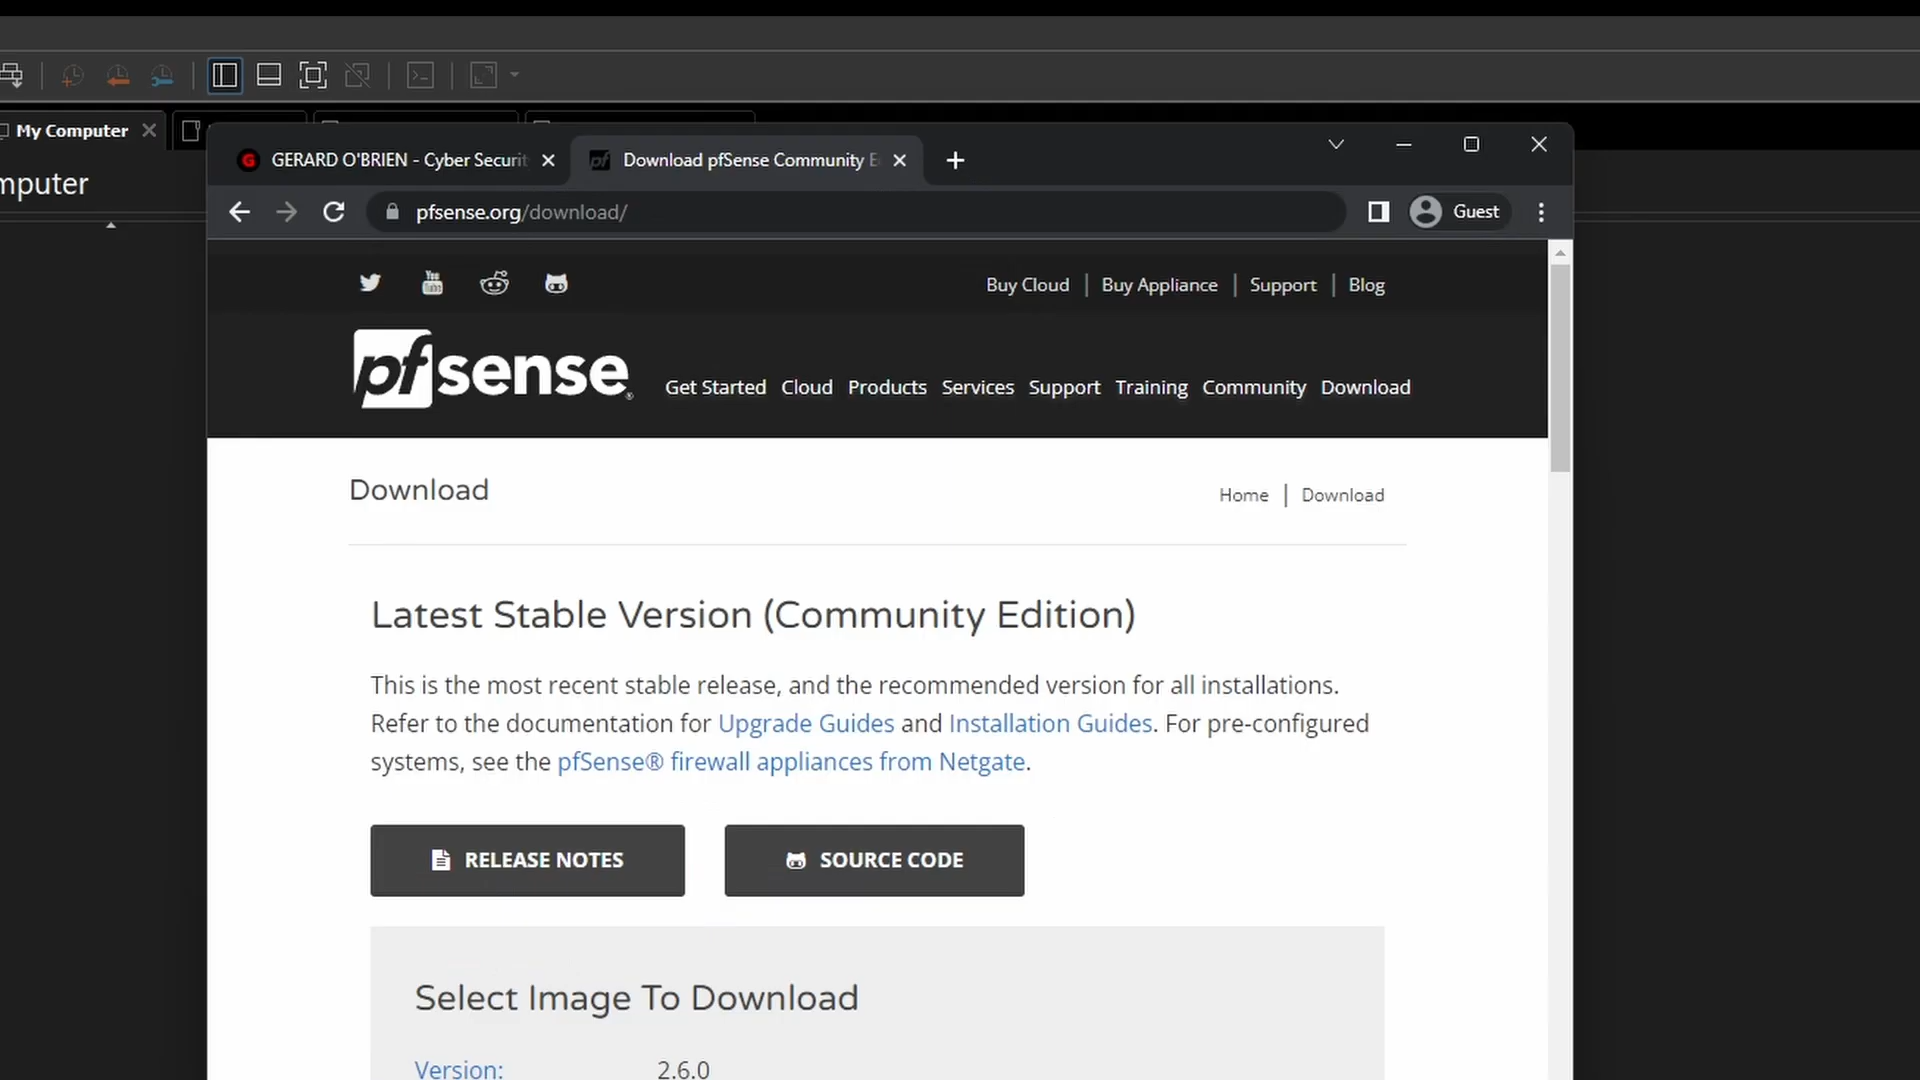 My Computer
mputer
GERARD O'BRIEN - Cyber Securit
Download pfSense Community E
pfsense.org/download/
Guest
You
Buy Cloud | Buy Appliance | Support | Blog
pfsense®
Get Started Cloud Products Services Support Training Community Download
Download
Home | Download
Latest Stable Version (Community Edition)
This is the most recent stable release, and the recommended version for all installations.
Refer to the documentation for Upgrade Guides and Installation Guides. For pre-configured
systems, see the pfSense® firewall appliances from Netgate.
RELEASE NOTES
SOURCE CODE
Select Image To Download
Version: 2.6.0